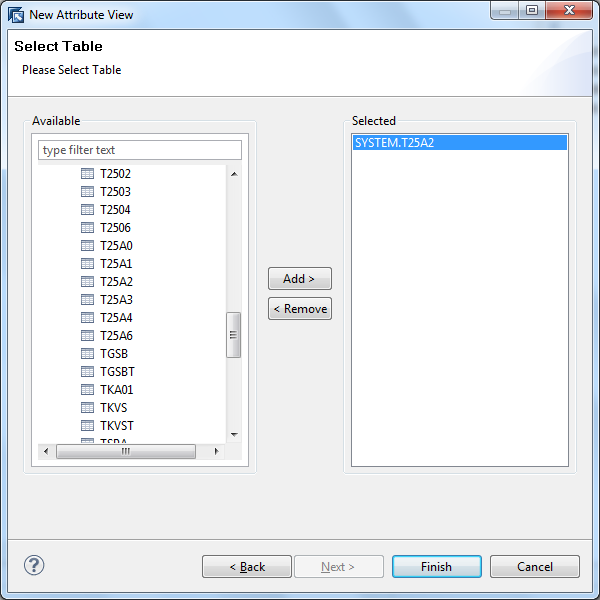 New Attribute View
Select Table
Please Select Table
Available
type filter text
T2502
T2503
T2504
T2506
T25A0
T25A1
T25A2
T25A3
T25A4
T25A6
TGSB
TGSBT
TKA01
TKVS
TKVST
Add >
< Remove
Selected
SYSTEM.T25A2
?
< Back
Next >
Finish
Cancel